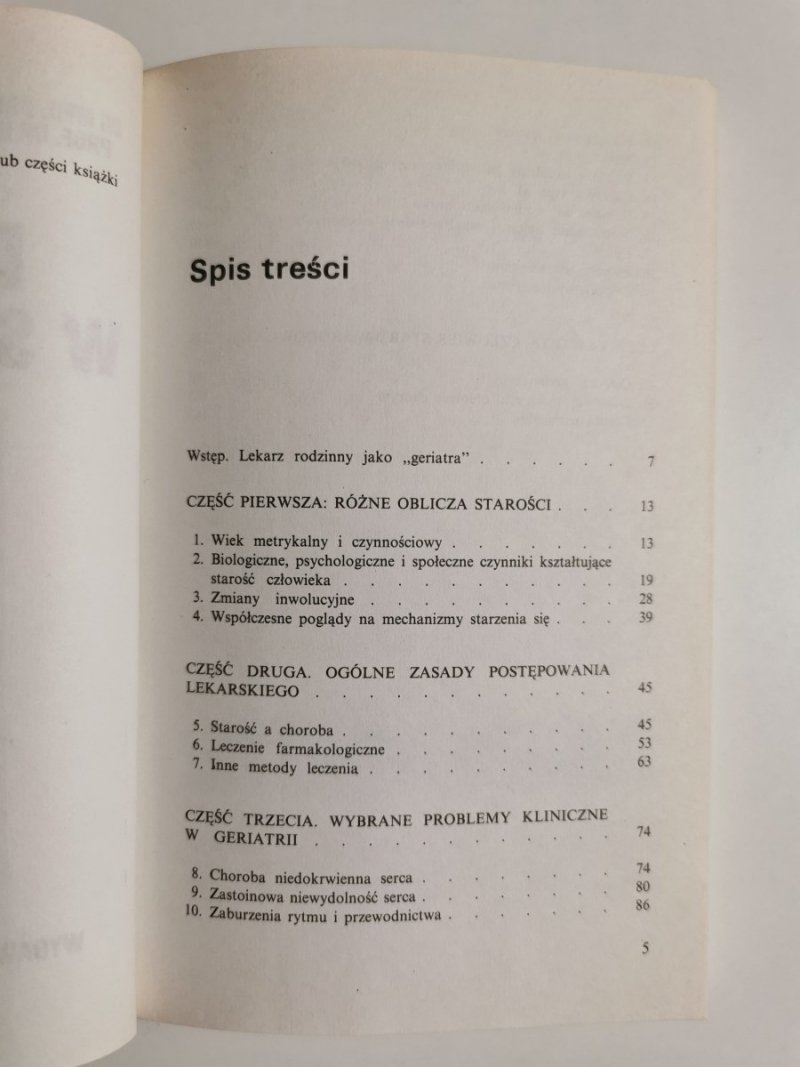 ub części książki
Spis treści
Wstęp. Lekarz rodzinny jako „geriatra” . . . . . . 7
CZĘŚĆ PIERWSZA: RÓŻNE OBLICZA STAROŚCI . . . 13
1. Wiek metrykalny i czynnościowy . . . . . . . 13
2. Biologiczne, psychologiczne i społeczne czynniki kształtujące
starość człowieka . . . . . . . . . . 19
3. Zmiany inwolucyjne . . . . . . . . . 28
4. Współczesne poglądy na mechanizmy starzenia się . . . 39
CZĘŚĆ DRUGA. OGÓLNE ZASADY POSTĘPOWANIA
LEKARSKIEGO . . . . . . . . . . . . 45
5. Starość a choroba . . . . . . . . . . 45
6. Leczenie farmakologiczne . . . . . . . . 53
7. Inne metody leczenia . . . . . . . . . 63
CZĘŚĆ TRZECIA. WYBRANE PROBLEMY KLINICZNE
W GERIATRII . . . . . . . . . . . . 74
8. Choroba niedokrwienna serca . . . . . . . 74
9. Zastoinowa niewydolność serca . . . . . . . 80
10. Zaburzenia rytmu i przewodnictwa . . . . . . 86
5